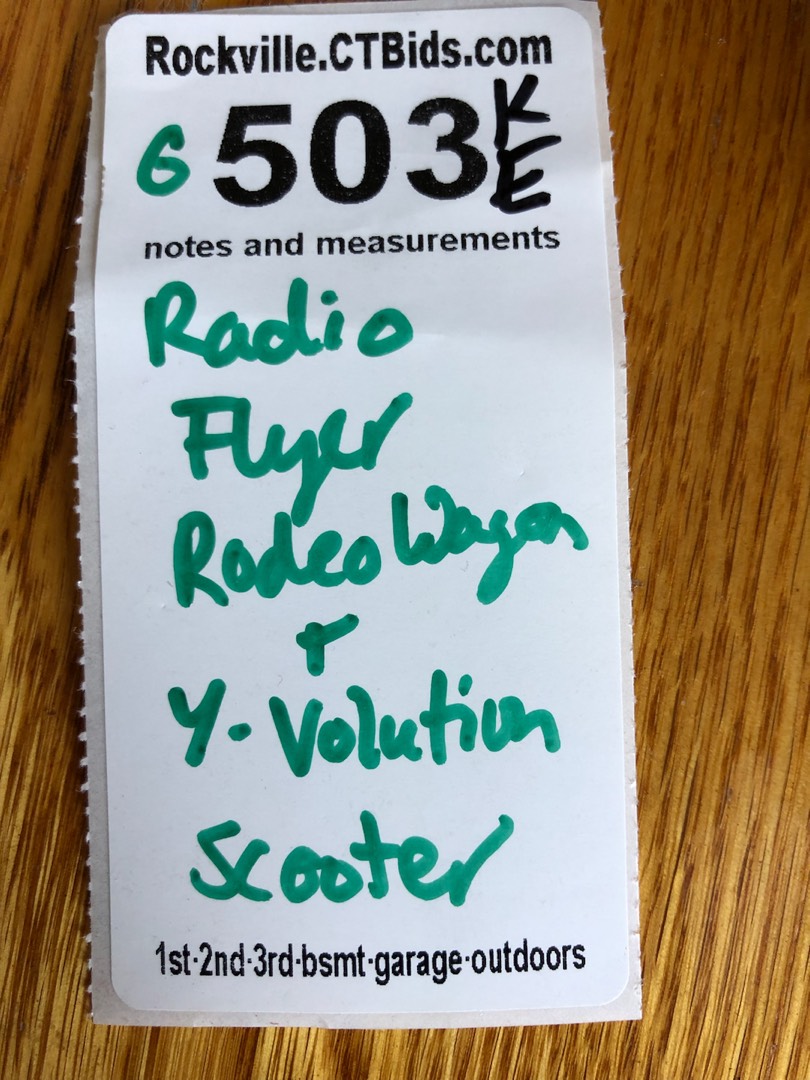 Rockville.CTBids.com
G 503 KE
notes and measurements
Radio
Flyer
Rodeo Wagon
+
Y-Volution
Scooter
1st·2nd·3rd·bsmt·garage·outdoors